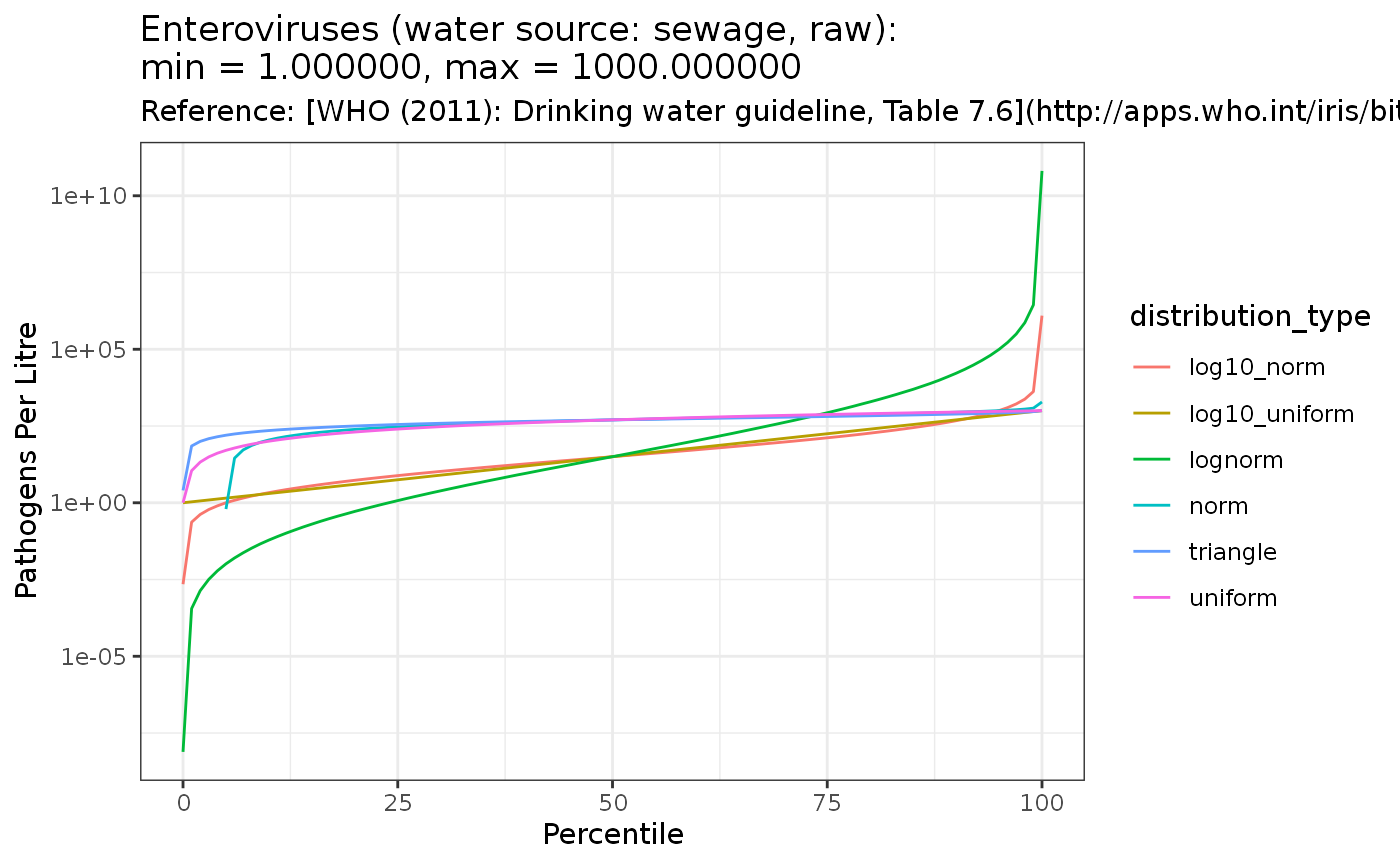 Enteroviruses (water source: sewage, raw):
min = 1.000000, max = 1000.000000
Reference: [WHO (2011): Drinking water guideline, Table 7.6](http://apps.who.int/iris/bit
1e+10
1e+05
1e+00
1e-05
Pathogens Per Litre
0 25 50 75 100
Percentile
distribution_type
log10_norm
log10_uniform
lognorm
norm
triangle
uniform